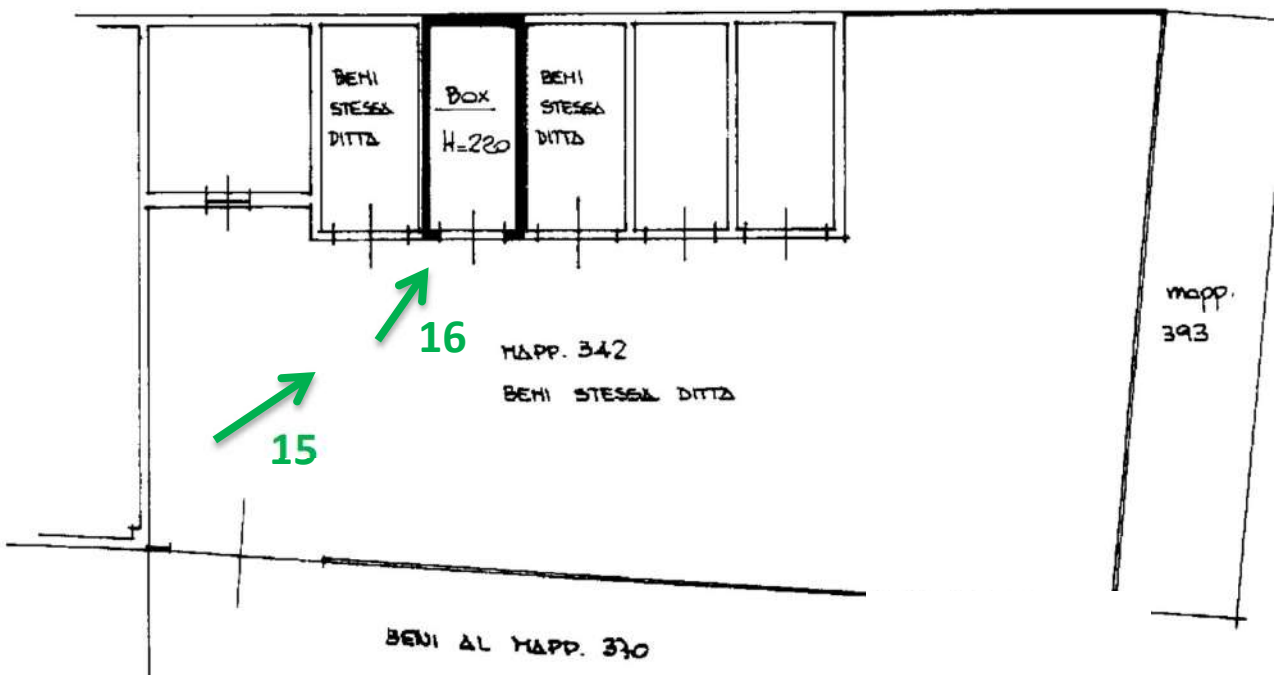 BENI
STESSA
DITTA
Box
H=220
BENI
STESSA
DITTA
mapp.
393
16
MAPP. 342
BENI STESSA DITTA
15
BENI AL MAPP. 370